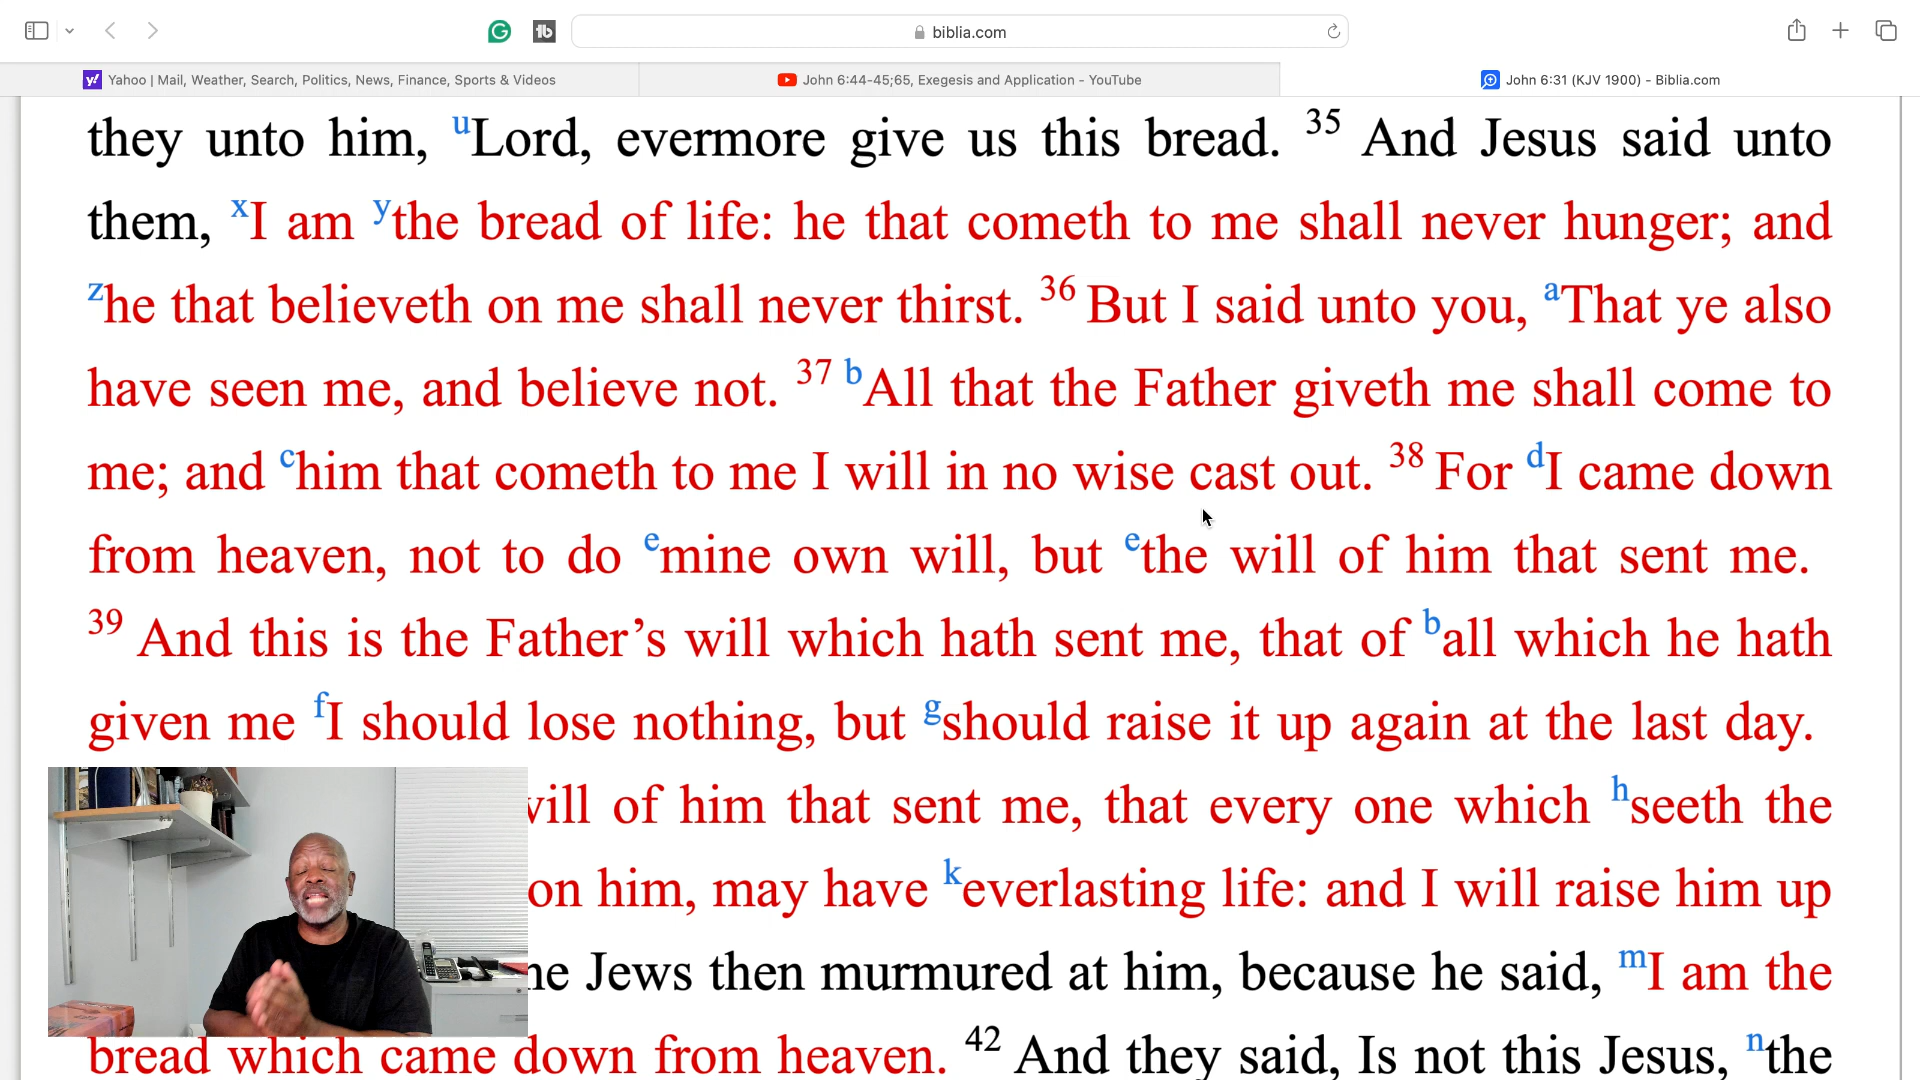 biblia.com
Yahoo | Mail, Weather, Search, Politics, News, Finance, Sports & Videos
John 6:44-45;65, Exegesis and Application - YouTube
John 6:31 (KJV 1900) - Biblia.com
they unto him, uLord, evermore give us this bread. 35 And Jesus said unto
them, xI am ythe bread of life: he that cometh to me shall never hunger; and
zhe that believeth on me shall never thirst. 36 But I said unto you, aThat ye also
have seen me, and believe not. 37 bAll that the Father giveth me shall come to
me; and chim that cometh to me I will in no wise cast out. 38 For dI came down
from heaven, not to do emine own will, but ethe will of him that sent me.
39 And this is the Father’s will which hath sent me, that of ball which he hath
given me fI should lose nothing, but gshould raise it up again at the last day.
will of him that sent me, that every one which hseeth the
on him, may have keverlasting life: and I will raise him up
he Jews then murmured at him, because he said, mI am the
bread which came down from heaven. 42 And they said, Is not this Jesus, nthe